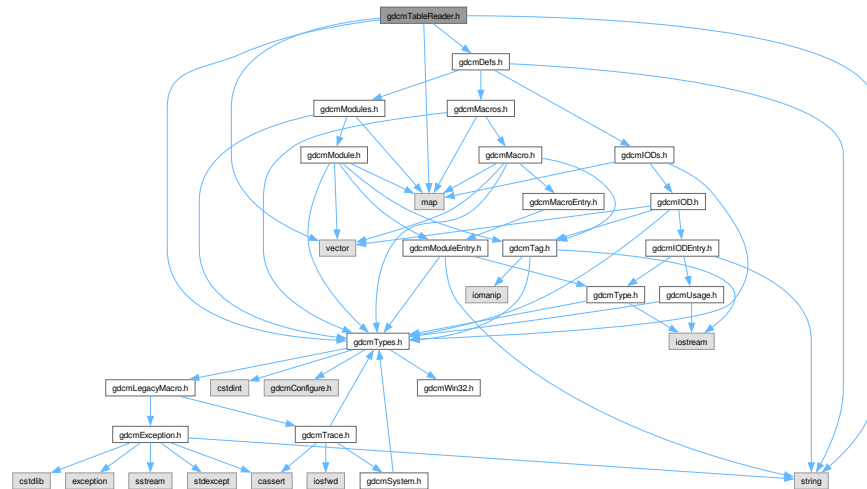 gdcmTableReader.h
gdcmDefs.h
gdcmModules.h
gdcmMacros.h
gdcmModule.h
gdcmMacro.h
gdcmIODs.h
map
gdcmMacroEntry.h
gdcmIOD.h
vector
gdcmModuleEntry.h
gdcmTag.h
gdcmIODEntry.h
iomanip
gdcmType.h
gdcmUsage.h
gdcmTypes.h
iostream
gdcmLegacyMacro.h
cstdint
gdcmConfigure.h
gdcmWin32.h
gdcmException.h
gdcmTrace.h
cstdlib
exception
sstream
stdexcept
cassert
iosfwd
gdcmSystem.h
string